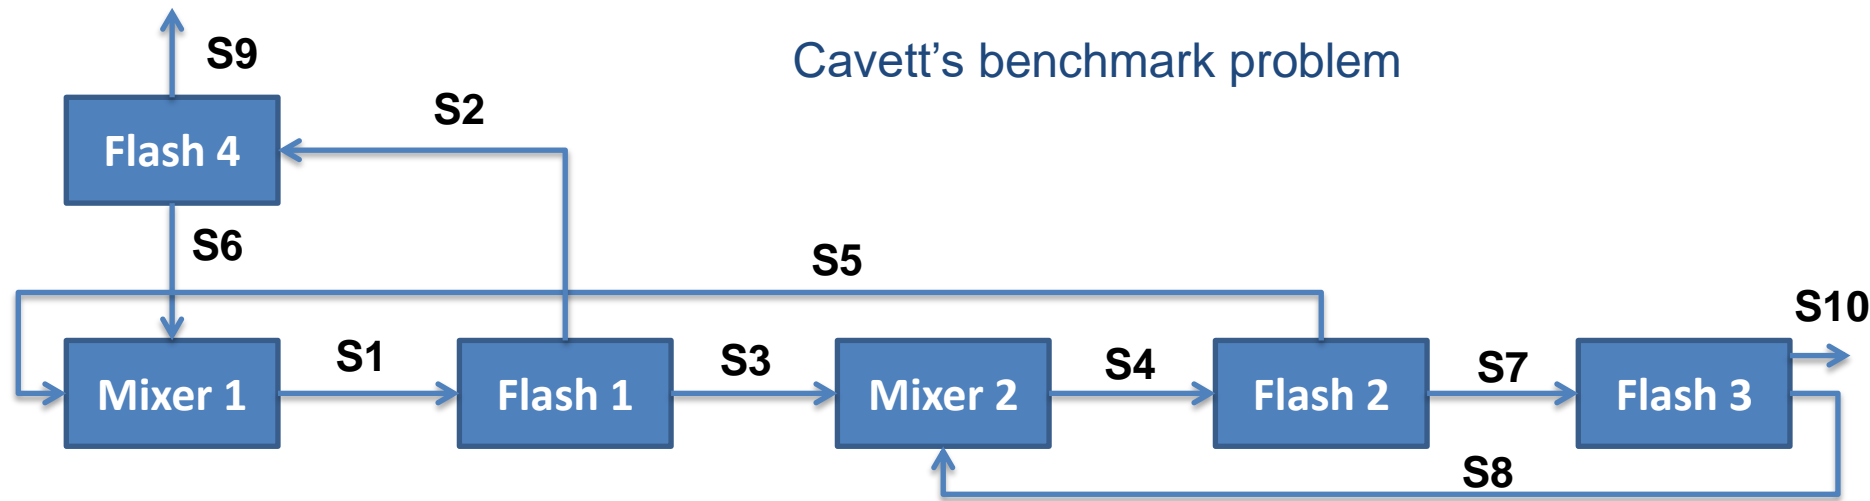 Cavett's benchmark problem
S9
S2
Flash 4
S6
S5
S10
S1
S3
S4
S7
Mixer 1
Flash 1
Mixer 2
Flash 2
Flash 3
S8